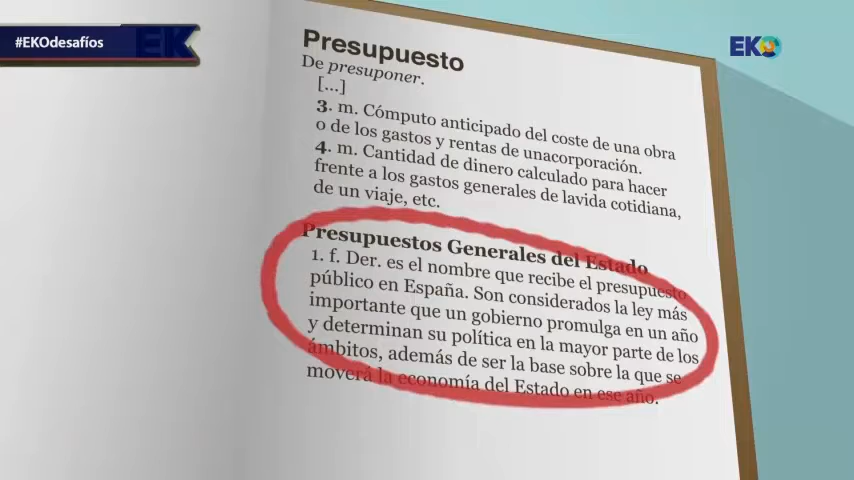 #EKOdesafíos
EK
EKO
Presupuesto
De presuponer.
[...]
3. m. Cómputo anticipado del coste de una obra
o de los gastos y rentas de unacorporación.
4. m. Cantidad de dinero calculado para hacer
frente a los gastos generales de lavida cotidiana,
de un viaje, etc.
Presupuestos Generales del Estado
1. f. Der. es el nombre que recibe el presupuesto
público en España. Son considerados la ley más
importante que un gobierno promulga en un año
y determinan su política en la mayor parte de los
ámbitos, además de ser la base sobre la que se
moverá la economía del Estado en ese año.